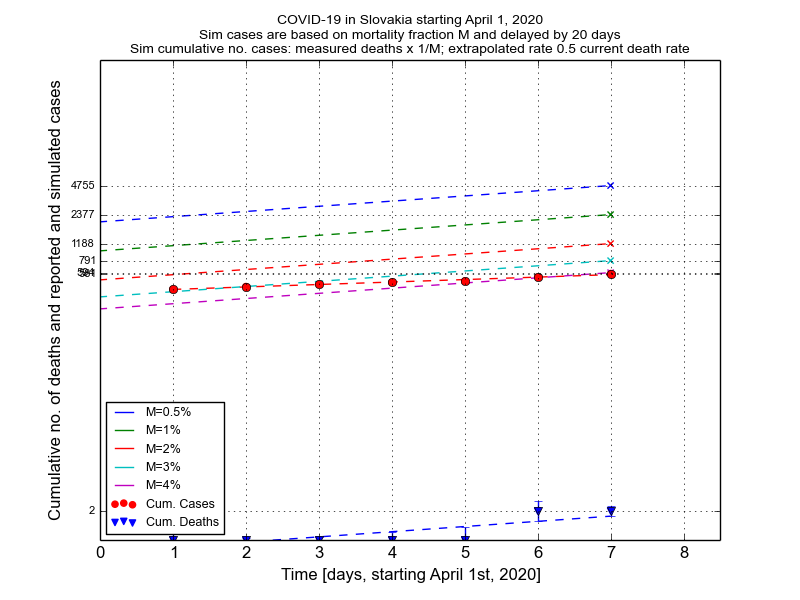 COVID-19 in Slovakia starting April 1, 2020
Sim cases are based on mortality fraction M and delayed by 20 days
Sim cumulative no. cases: measured deaths x 1/M; extrapolated rate 0.5 current death rate
Cumulative no. of deaths and reported and simulated cases
4755
2377
1188
791
2
M=0.5%
M=1%
M=2%
M=3%
M=4%
Cum. Cases
Cum. Deaths
0 1 2 3 4 5 6 7 8
Time [days, starting April 1st, 2020]